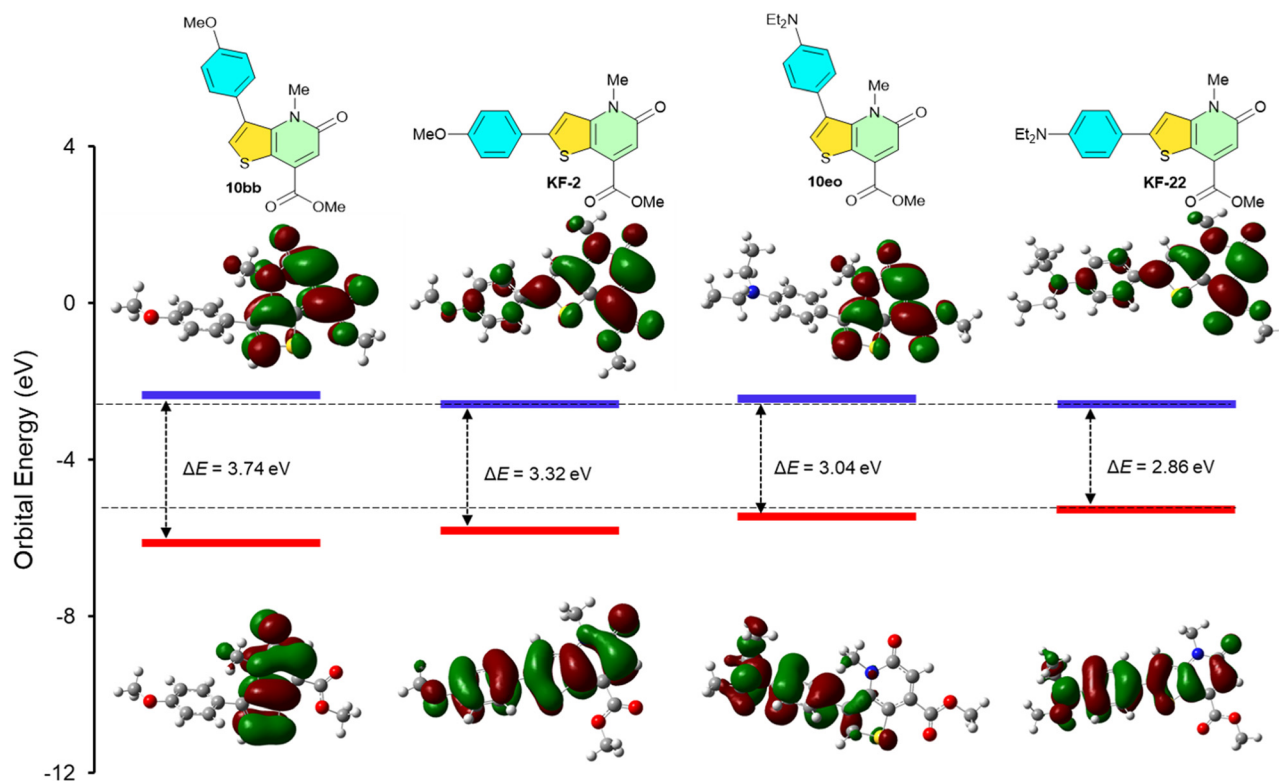 MeO
Me
N
O
S
10bb
O
OMe
Me
N
O
MeO
S
KF-2
O
OMe
Et₂N
Me
N
O
S
10eo
O
OMe
Me
N
O
Et₂N
S
KF-22
O
OMe
Orbital Energy (eV)
4
0
-4
-8
-12
ΔE = 3.74 eV
ΔE = 3.32 eV
ΔE = 3.04 eV
ΔE = 2.86 eV